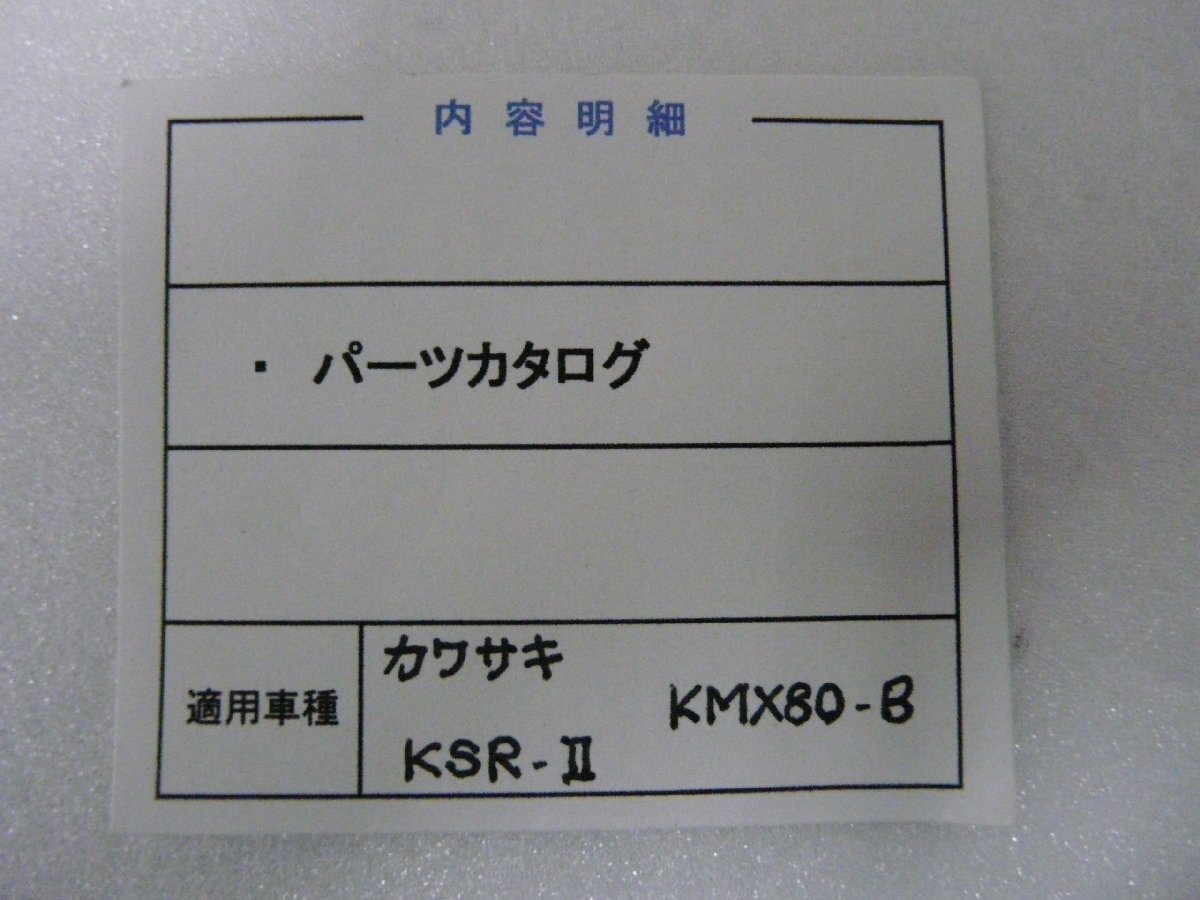 内容明細
・ パーツカタログ
適用車種
カワサキ
KMX80-B
KSR-Ⅱ